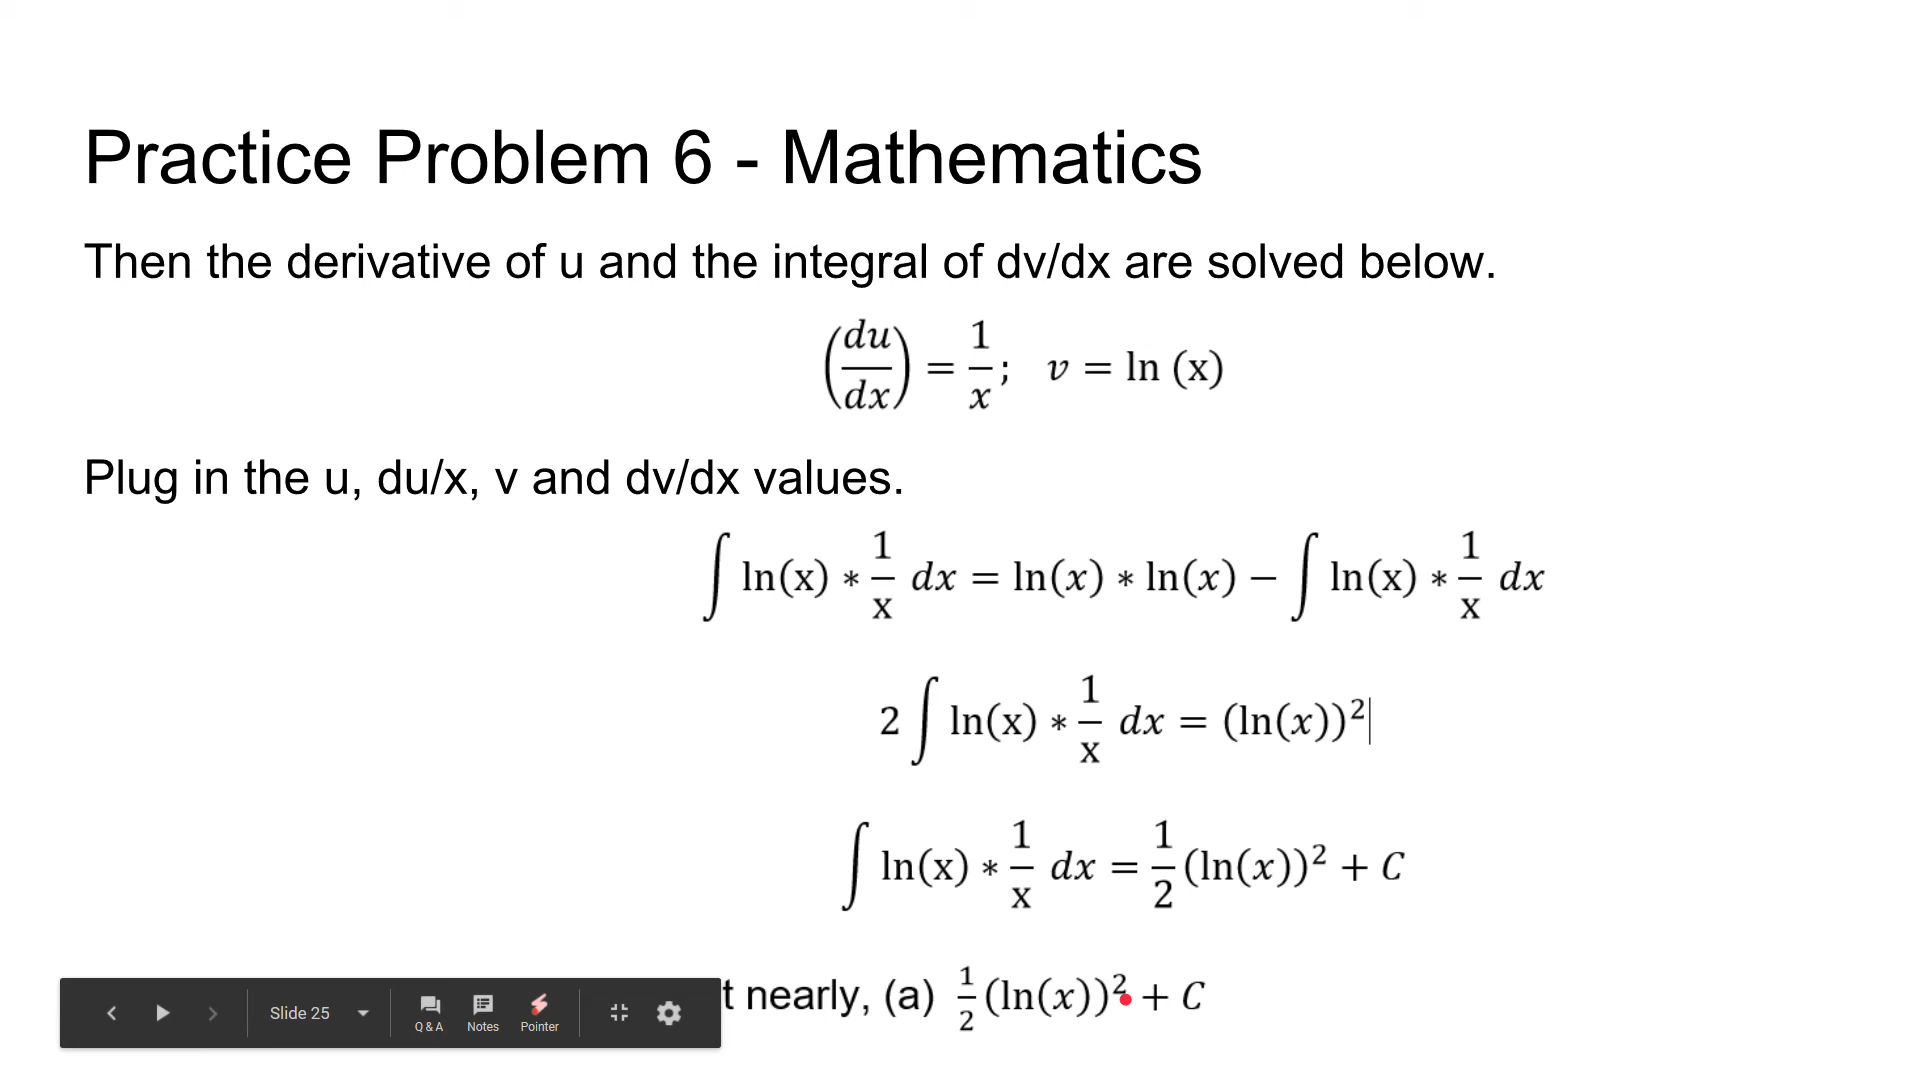 Practice Problem 6 - Mathematics
Then the derivative of u and the integral of dv/dx are solved below.
(du/dx) = 1/x; v = ln (x)
Plug in the u, du/x, v and dv/dx values.
∫ ln(x) * 1/x dx = ln(x) * ln(x) − ∫ ln(x) * 1/x dx
2 ∫ ln(x) * 1/x dx = (ln(x))²
∫ ln(x) * 1/x dx = 1/2 (ln(x))² + C
t nearly, (a) 1/2 (ln(x))² + C
Slide 25
Q & A Notes Pointer